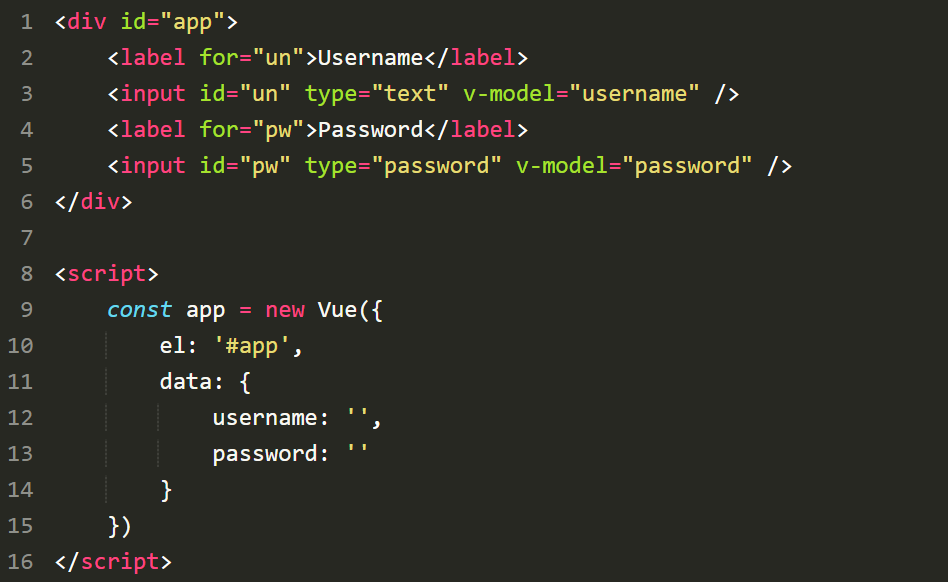 1 <div id="app">
2     <label for="un">Username</label>
3     <input id="un" type="text" v-model="username" />
4     <label for="pw">Password</label>
5     <input id="pw" type="password" v-model="password" />
6 </div>
7
8 <script>
9     const app = new Vue({
10         el: '#app',
11         data: {
12             username: '',
13             password: ''
14         }
15     })
16 </script>